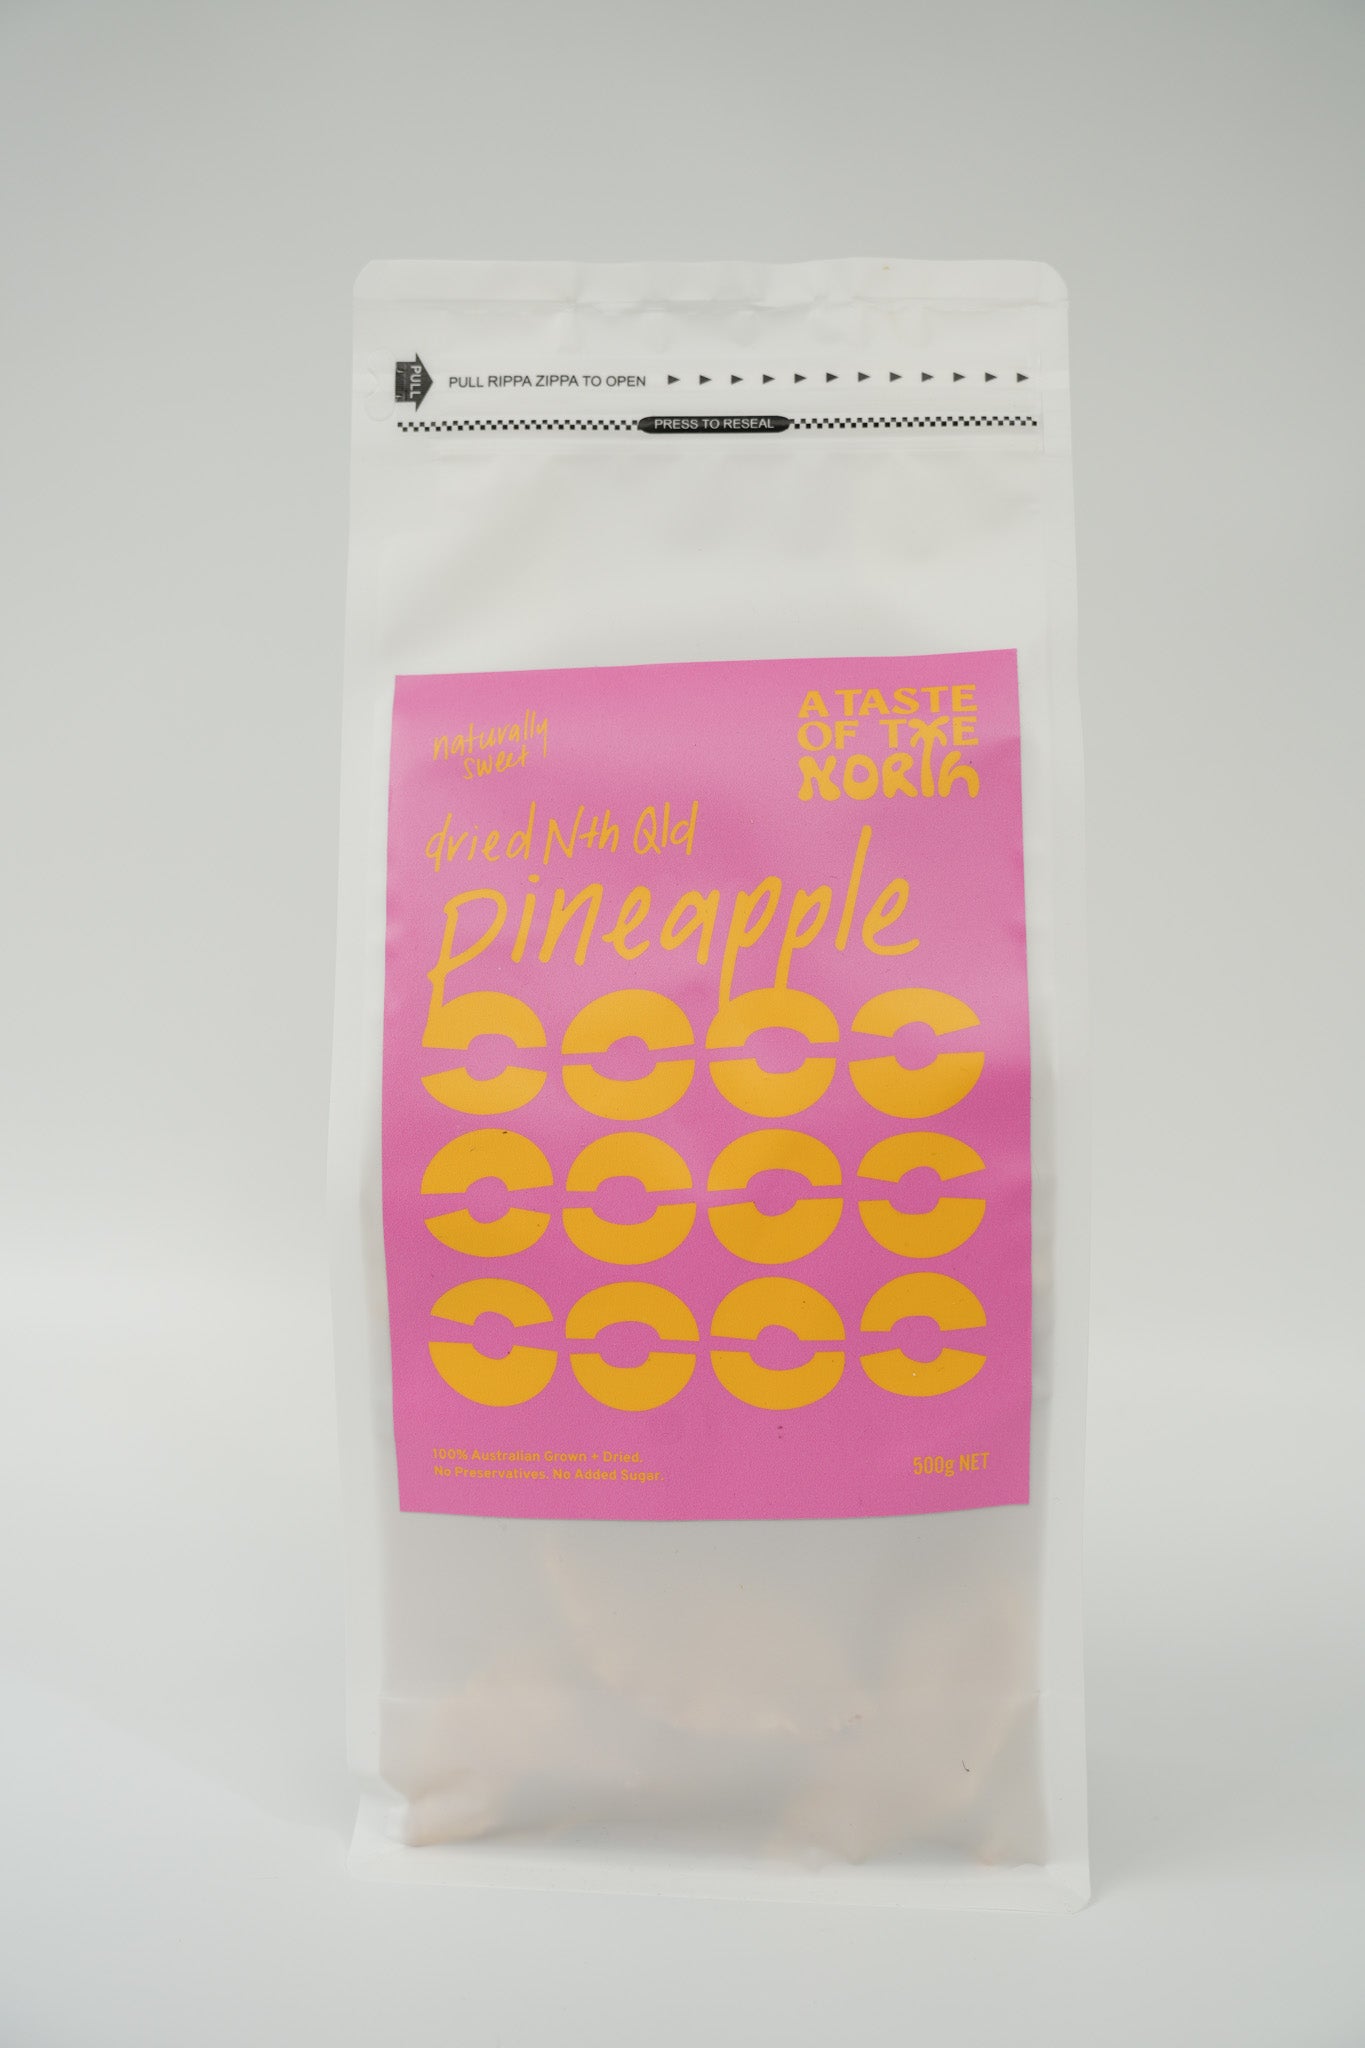 PULL
PULL RIPPA ZIPPA TO OPEN
PRESS TO RESEAL
naturally
sweet
A TASTE
OF THE
NORTH
dried Nth Qld
pineapple
100% Australian Grown + Dried.
No Preservatives. No Added Sugar.
500g NET